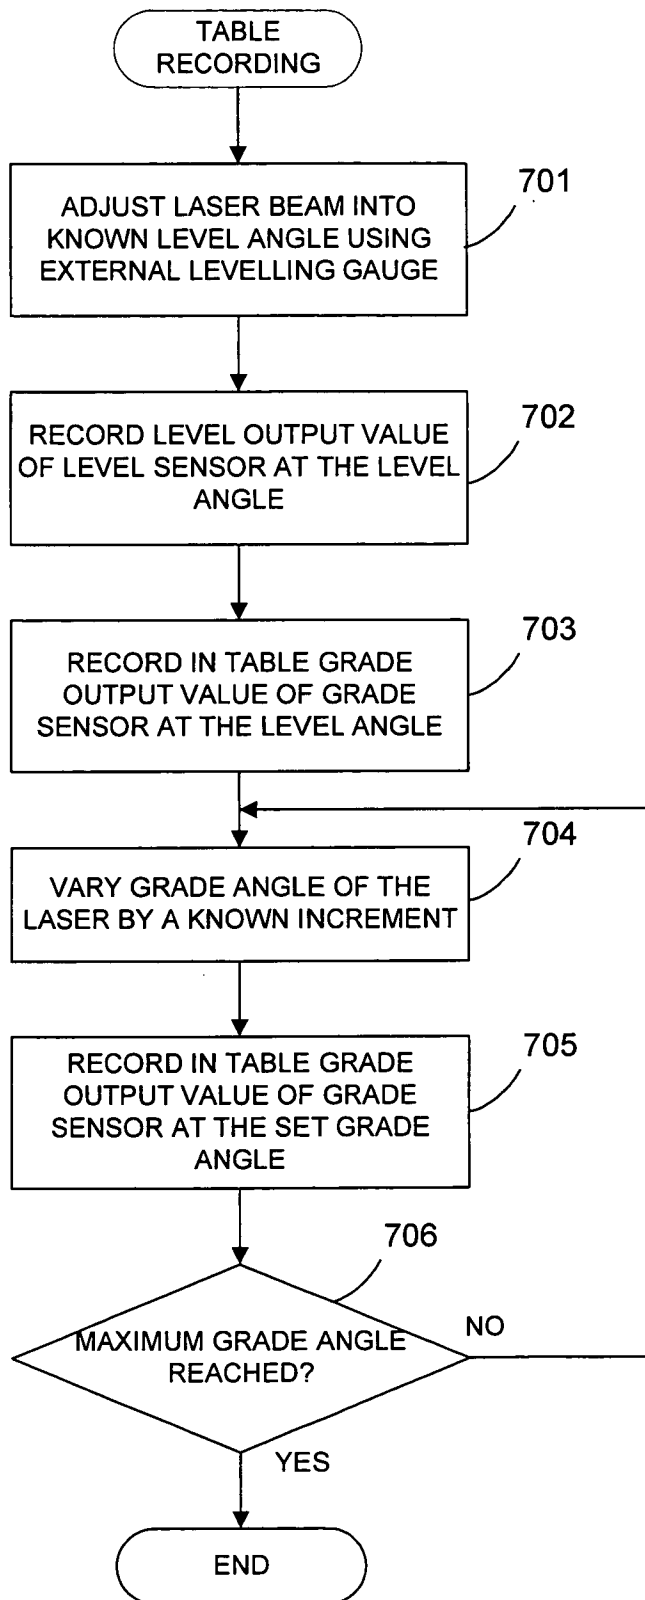 TABLE
RECORDING
701
ADJUST LASER BEAM INTO
KNOWN LEVEL ANGLE USING
EXTERNAL LEVELLING GAUGE
702
RECORD LEVEL OUTPUT VALUE
OF LEVEL SENSOR AT THE LEVEL
ANGLE
703
RECORD IN TABLE GRADE
OUTPUT VALUE OF GRADE
SENSOR AT THE LEVEL ANGLE
704
VARY GRADE ANGLE OF THE
LASER BY A KNOWN INCREMENT
705
RECORD IN TABLE GRADE
OUTPUT VALUE OF GRADE
SENSOR AT THE SET GRADE
ANGLE
706
MAXIMUM GRADE ANGLE
REACHED?
NO
YES
END